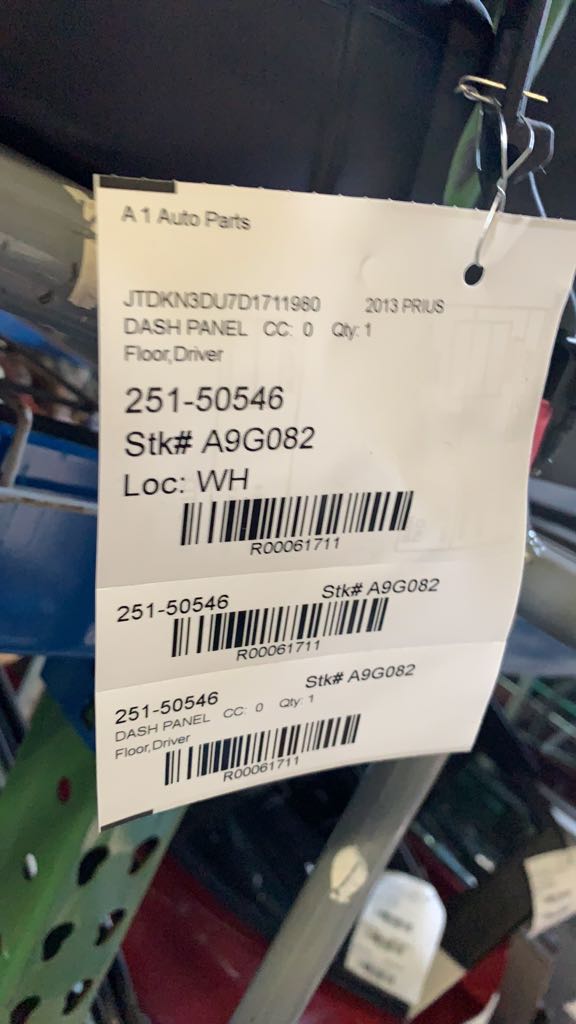 A 1 Auto Parts
JTDKN3DU7D1711980 2013 PRIUS
DASH PANEL CC: 0 Qty: 1
Floor,Driver
251-50546
Stk# A9G082
Loc: WH
R00061711
251-50546 Stk# A9G082
R00061711
251-50546 Stk# A9G082
DASH PANEL CC: 0 Qty: 1
Floor,Driver
R00061711